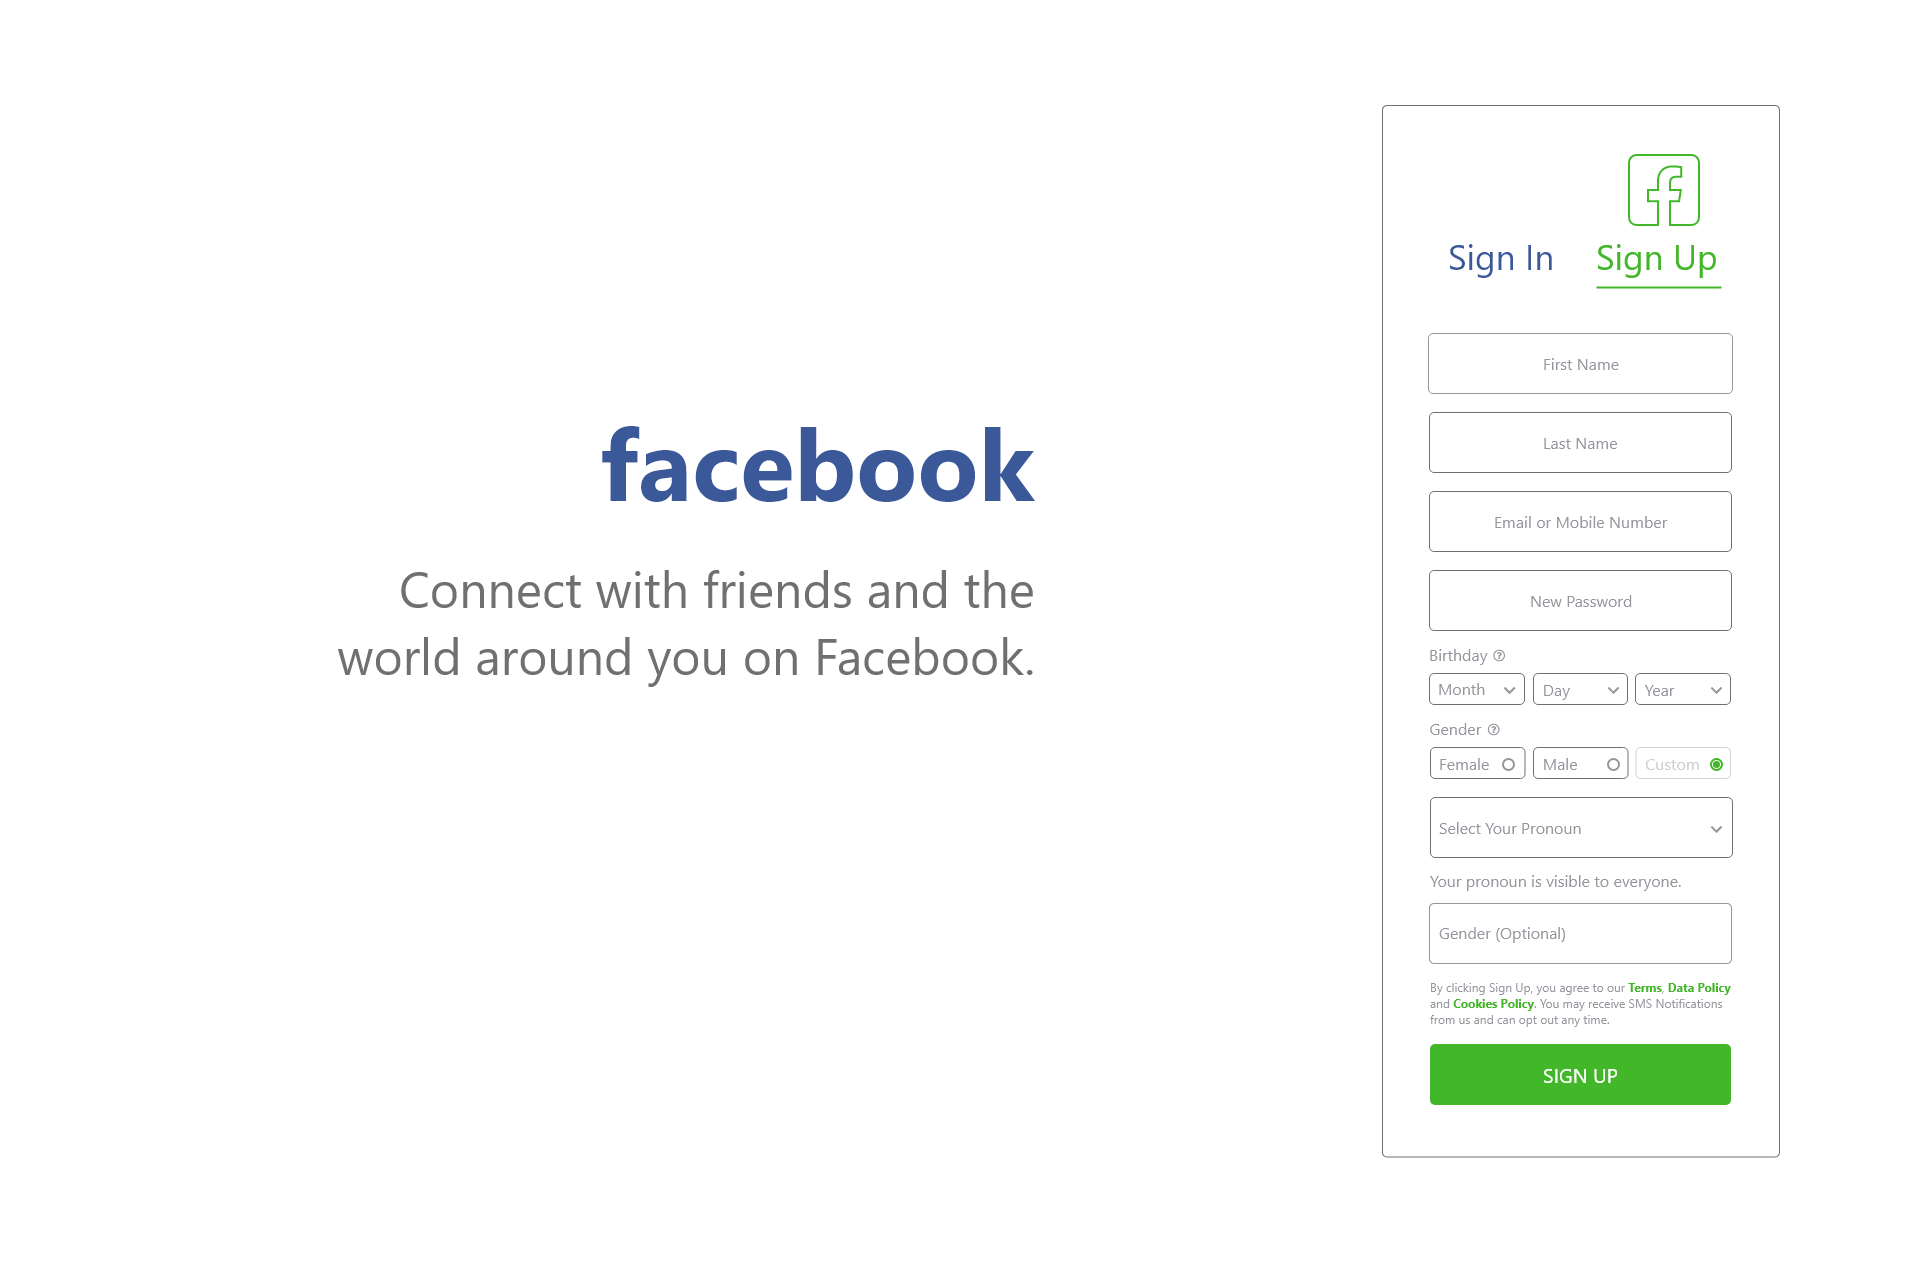 facebook
Connect with friends and the
world around you on Facebook.
Sign In
Sign Up
First Name
Last Name
Email or Mobile Number
New Password
Birthday
Month
Day
Year
Gender
Female
Male
Custom
Select Your Pronoun
Your pronoun is visible to everyone.
Gender (Optional)
By clicking Sign Up, you agree to our Terms, Data Policy
and Cookies Policy. You may receive SMS Notifications
from us and can opt out any time.
SIGN UP